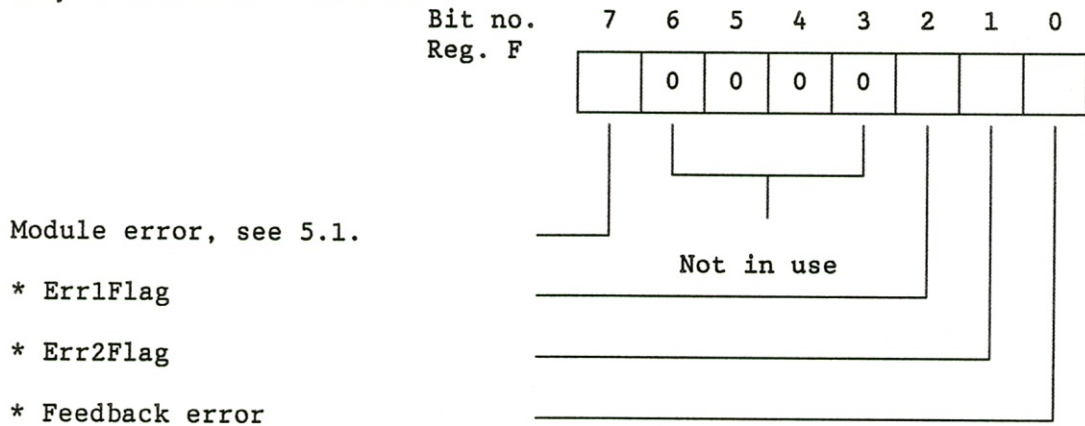 Bit no. 7 6 5 4 3 2 1 0
Reg. F
0 0 0 0
Module error, see 5.1.
Not in use
* Err1Flag
* Err2Flag
* Feedback error